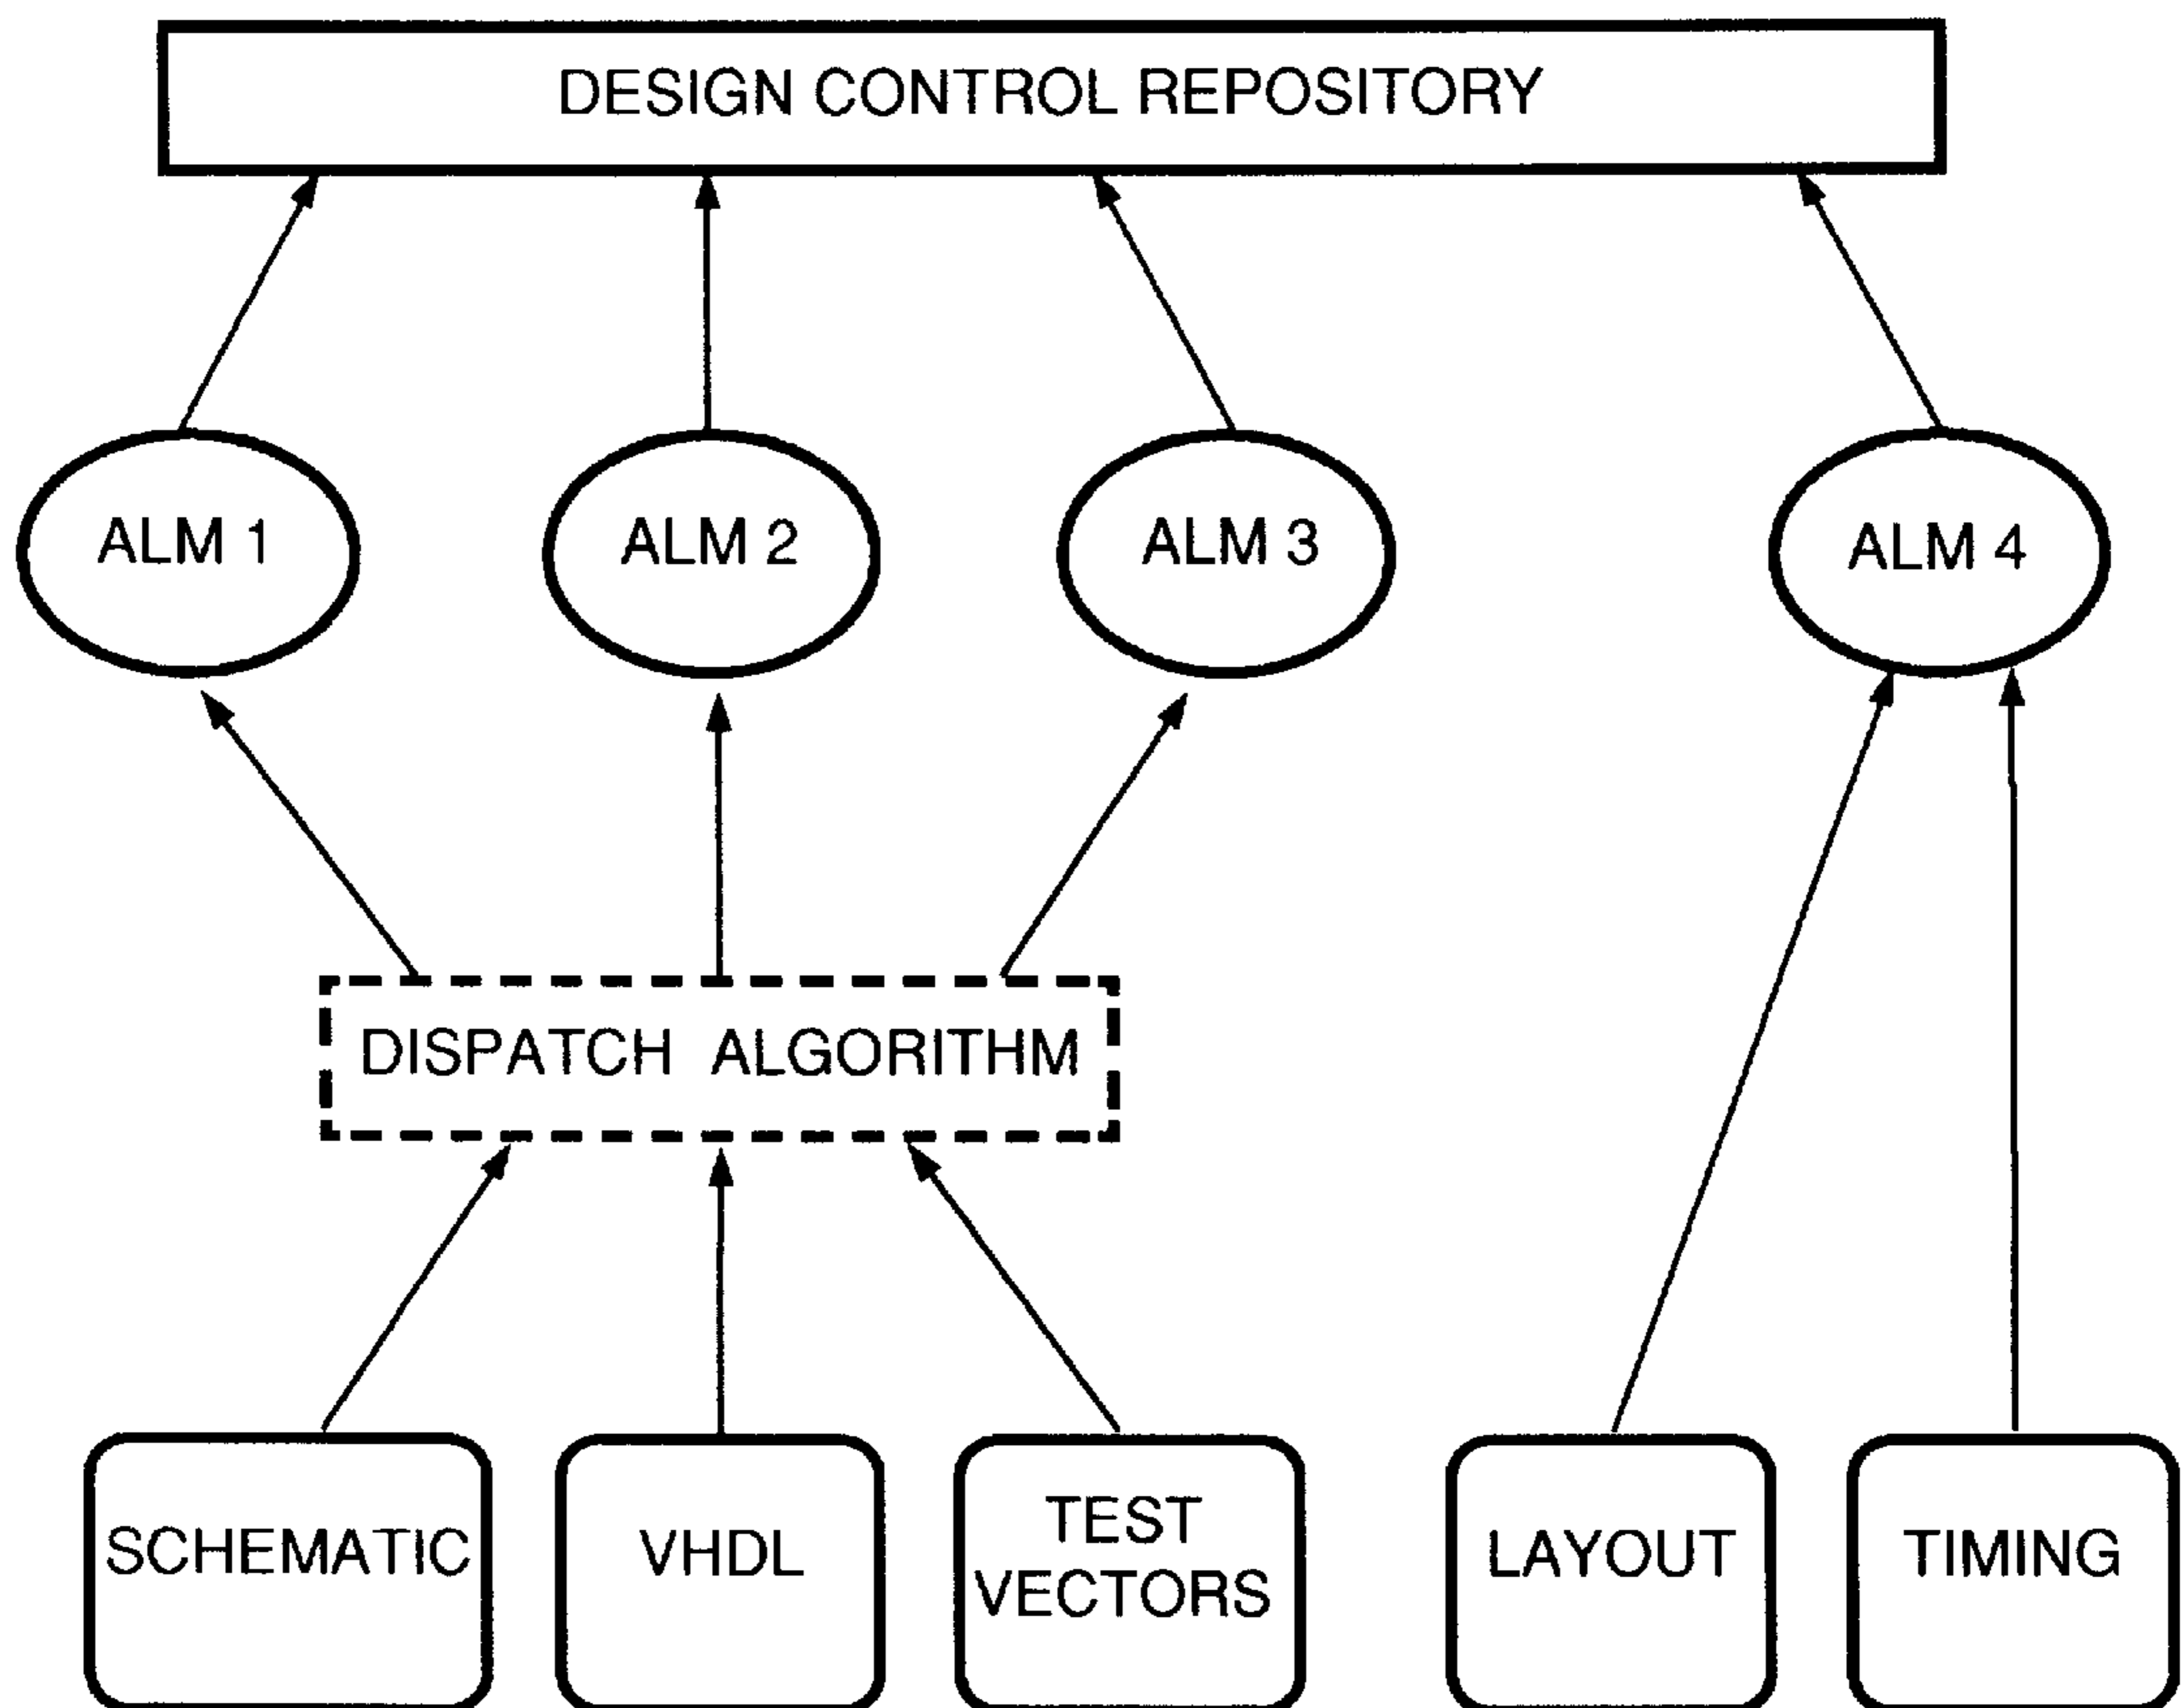 DESIGN CONTROL REPOSITORY
ALM 1
ALM 2
ALM 3
ALM 4
DISPATCH ALGORITHM
SCHEMATIC
VHDL
TEST
VECTORS
LAYOUT
TIMING